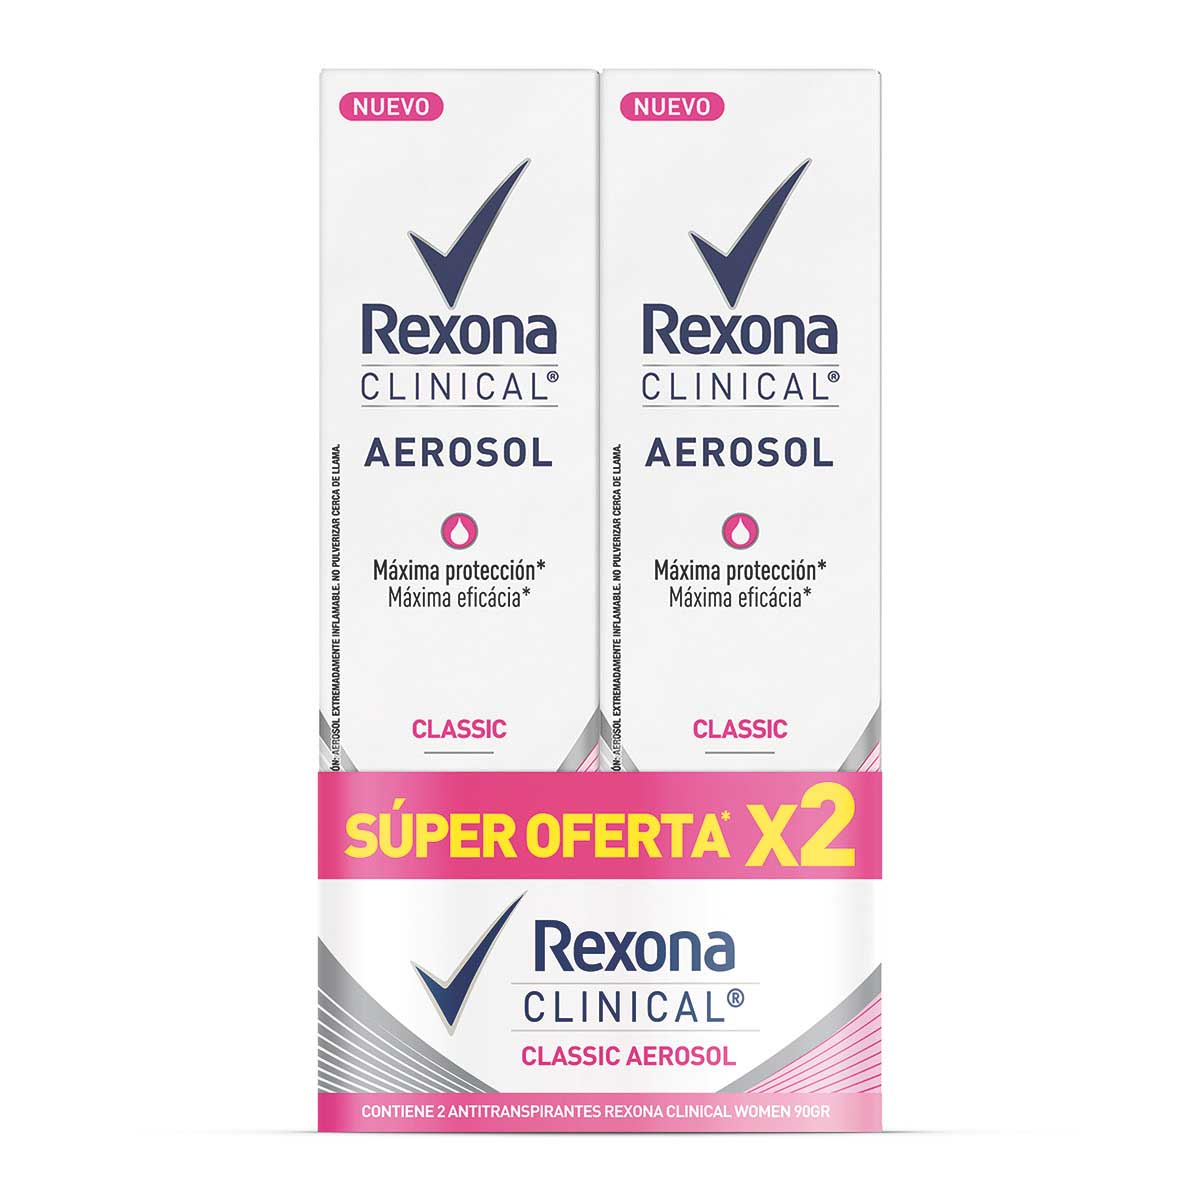 NUEVO
Rexona
CLINICAL®
AEROSOL
Máxima protección*
Máxima eficácia*
CLASSIC
ÓN: AEROSOL EXTREMADAMENTE INFLAMABLE. NO PULVERIZAR CERCA DE LLAMA.
NUEVO
Rexona
CLINICAL®
AEROSOL
Máxima protección*
Máxima eficácia*
CLASSIC
ÓN: AEROSOL EXTREMADAMENTE INFLAMABLE. NO PULVERIZAR CERCA DE LLAMA.
SÚPER OFERTA* X2
Rexona
CLINICAL®
CLASSIC AEROSOL
CONTIENE 2 ANTITRANSPIRANTES REXONA CLINICAL WOMEN 90GR